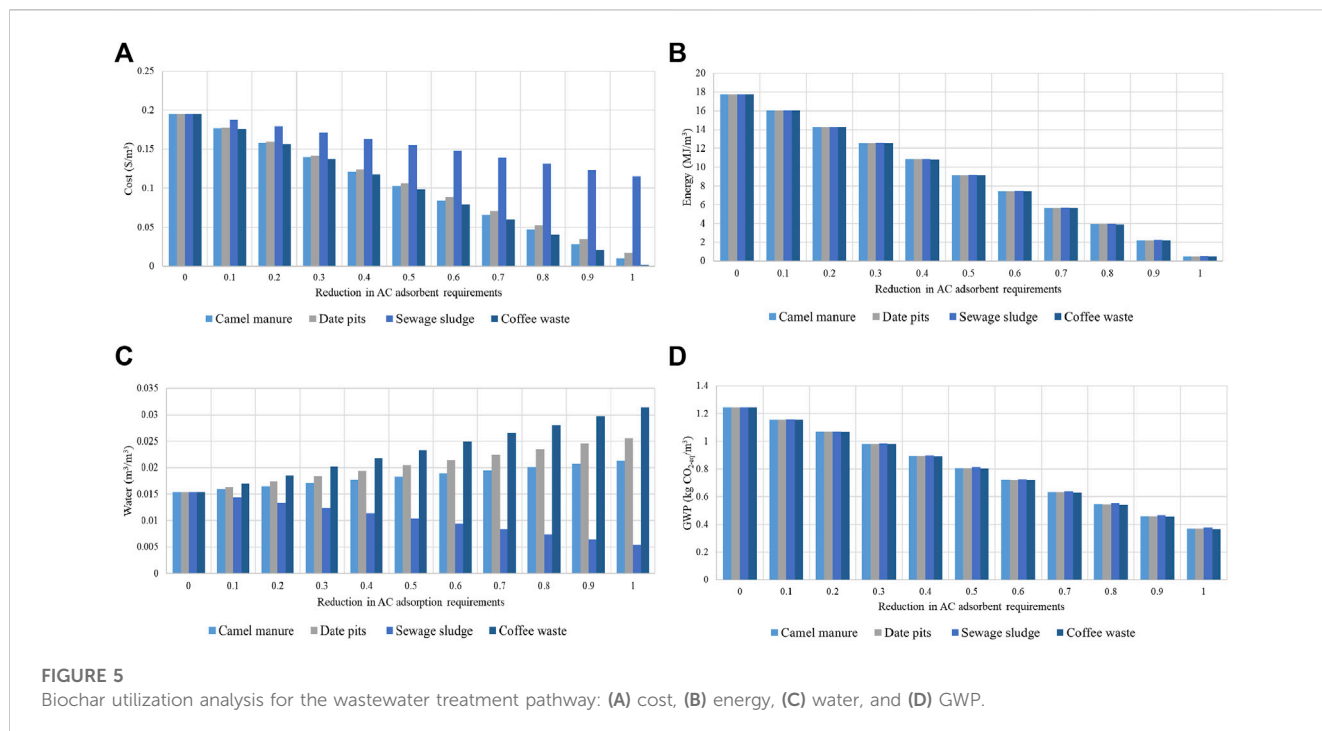 A
Cost ($/m³)
0.25
0.2
0.15
0.1
0.05
0
0 0.1 0.2 0.3 0.4 0.5 0.6 0.7 0.8 0.9 1
Reduction in AC adsorbent requirements
Camel manure Date pits Sewage sludge Coffee waste
B
Energy (MJ/m³)
20
18
16
14
12
10
8
6
4
2
0
0 0.1 0.2 0.3 0.4 0.5 0.6 0.7 0.8 0.9 1
Reduction in AC adsorbent requirements
Camel manure Date pits Sewage sludge Coffee waste
C
Water (m³/m³)
0.035
0.03
0.025
0.02
0.015
0.01
0.005
0
0 0.1 0.2 0.3 0.4 0.5 0.6 0.7 0.8 0.9 1
Reduction in AC adsorption requirements
Camel manure Date pits Sewage sludge Coffee waste
D
GWP (kg CO2-eq/m³)
1.4
1.2
1
0.8
0.6
0.4
0.2
0
0 0.1 0.2 0.3 0.4 0.5 0.6 0.7 0.8 0.9 1
Reduction in AC adsorbent requirements
Camel manure Date pits Sewage sludge Coffee waste
FIGURE 5
Biochar utilization analysis for the wastewater treatment pathway: (A) cost, (B) energy, (C) water, and (D) GWP.